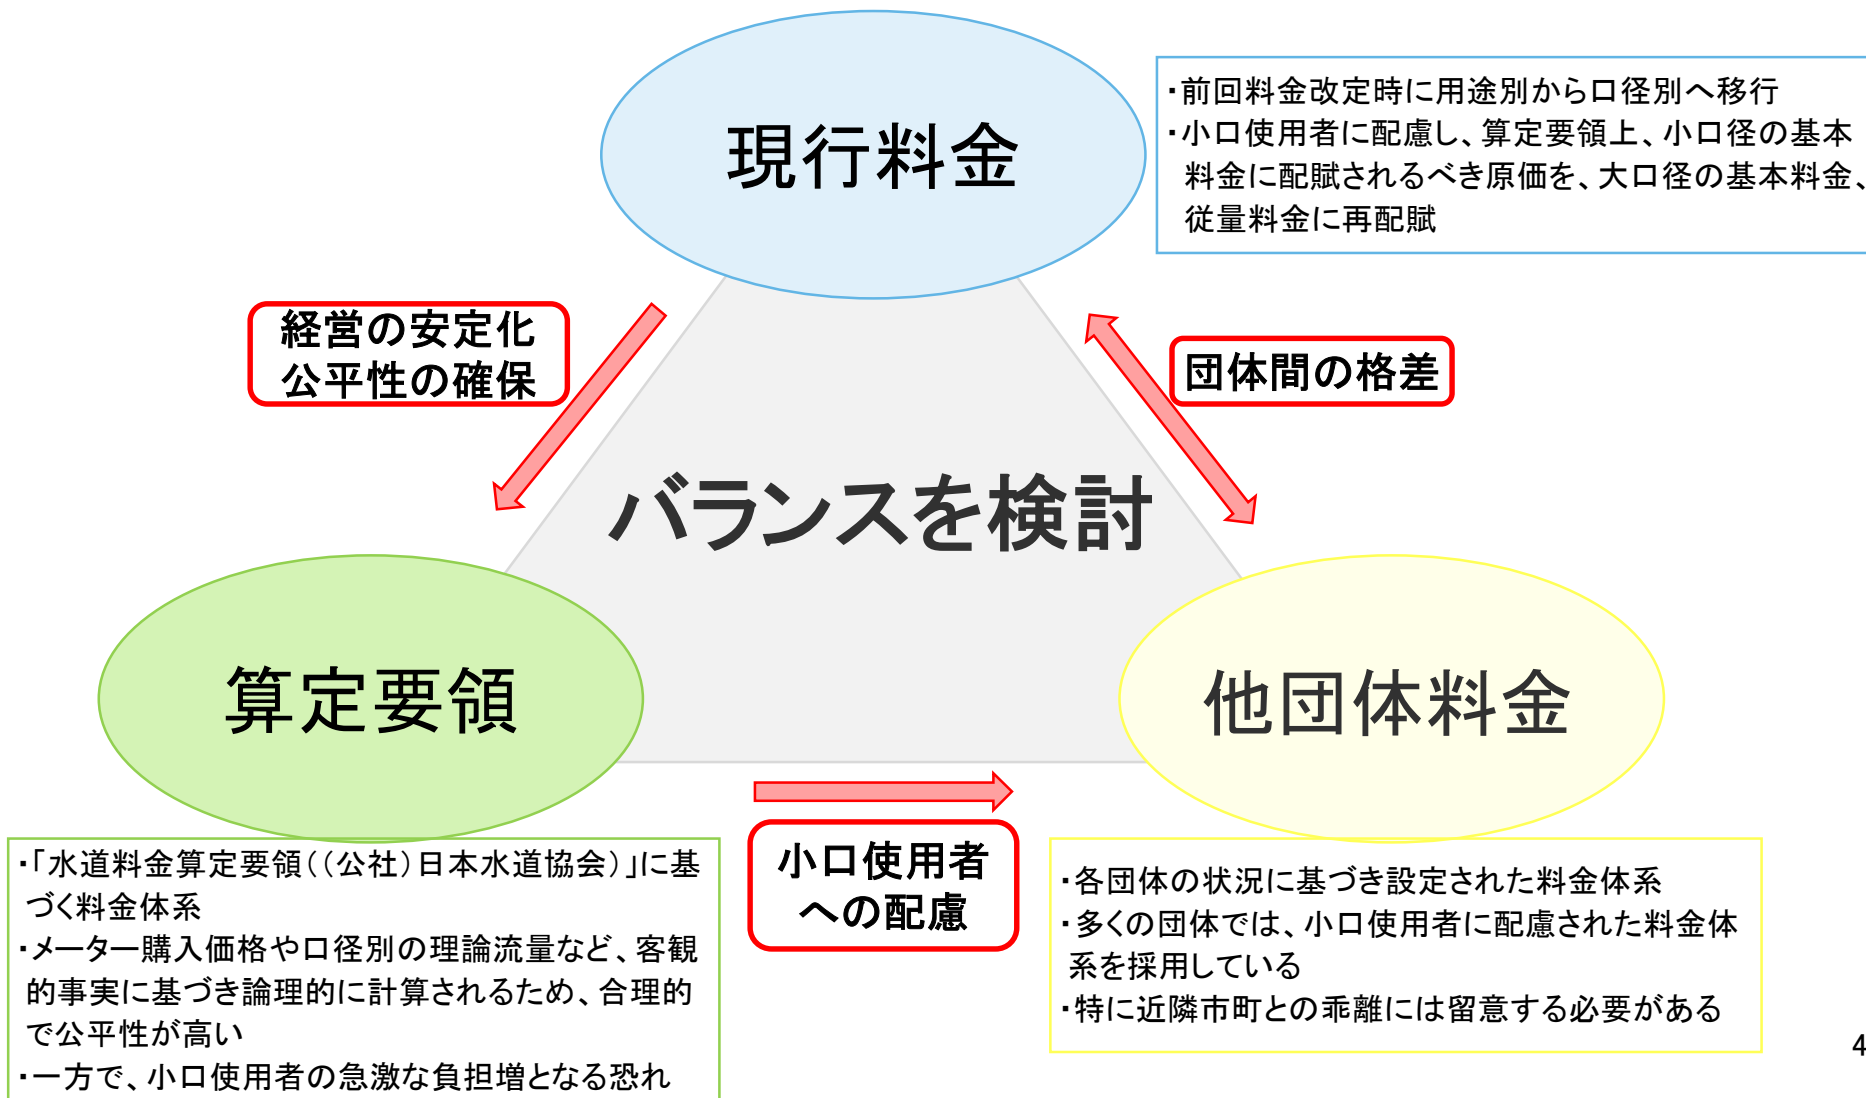 現行料金
・前回料金改定時に用途別から口径別へ移行
・小口使用者に配慮し、算定要領上、小口径の基本
料金に配賦されるべき原価を、大口径の基本料金、
従量料金に再配賦
経営の安定化
公平性の確保
団体間の格差
バランスを検討
算定要領
他団体料金
・「水道料金算定要領((公社)日本水道協会)」に基
づく料金体系
・メーター購入価格や口径別の理論流量など、客観
的事実に基づき論理的に計算されるため、合理的
で公平性が高い
・一方で、小口使用者の急激な負担増となる恐れ
小口使用者
への配慮
・各団体の状況に基づき設定された料金体系
・多くの団体では、小口使用者に配慮された料金体
系を採用している
・特に近隣市町との乖離には留意する必要がある
4